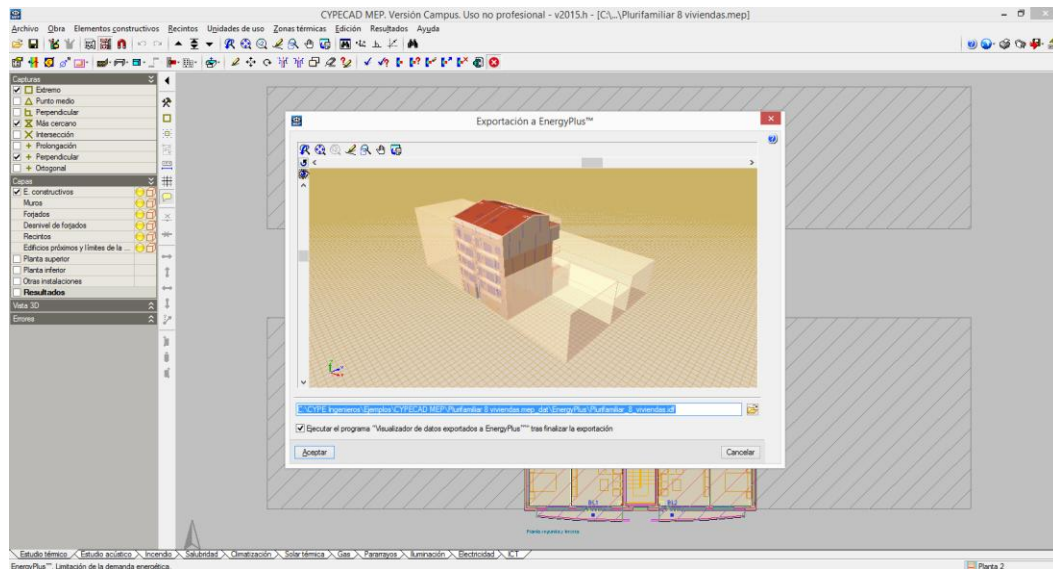 CYPECAD MEP. Versión Campus. Uso no profesional - v2015.h - [C:\...\Plurifamiliar 8 viviendas.mep]
Archivo Obra Elementos constructivos Recintos Unidades de uso Zonas térmicas Edición Resultados Ayuda
Capturas
Extremo
Punto medio
Perpendicular
Más cercano
Intersección
Prolongación
Perpendicular
Ortogonal
Capas
E. constructivos
Muros
Forjados
Desnivel de forjados
Recintos
Edificios próximos y límites de la ...
Planta superior
Planta inferior
Otras instalaciones
Resultados
Vista 3D
Errores
Exportación a EnergyPlus™
C:\CYPE Ingenieros\Ejemplos\CYPECAD MEP\Plurifamiliar 8 viviendas.mep_dat\EnergyPlus\Plurifamiliar_8_viviendas.idf
Ejecutar el programa "Visualizador de datos exportados a EnergyPlus™" tras finalizar la exportación
Aceptar
Cancelar
BL1
BL2
Estudio térmico Estudio acústico Incendio Salubridad Climatización Solar térmica Gas Pararrayos Iluminación Electricidad ICT
EnergyPlus™. Limitación de la demanda energética.
Planta 2